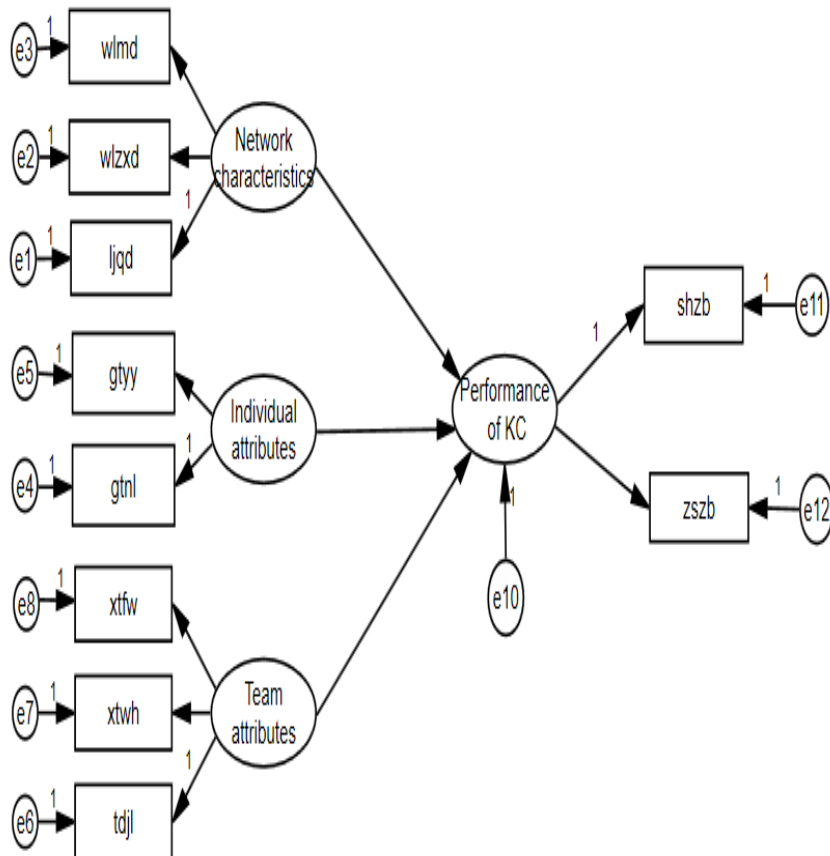 e3
1
wlmd
e2
1
wlzxd
Network
characteristics
e1
1
ljqd
1
e5
1
gtyy
Individual
attributes
e4
1
gtnl
1
e8
1
xtfw
e7
1
xtwh
Team
attributes
e6
1
tdjl
1
Performance
of KC
1
e10
1
shzb
1
e11
zszb
1
e12